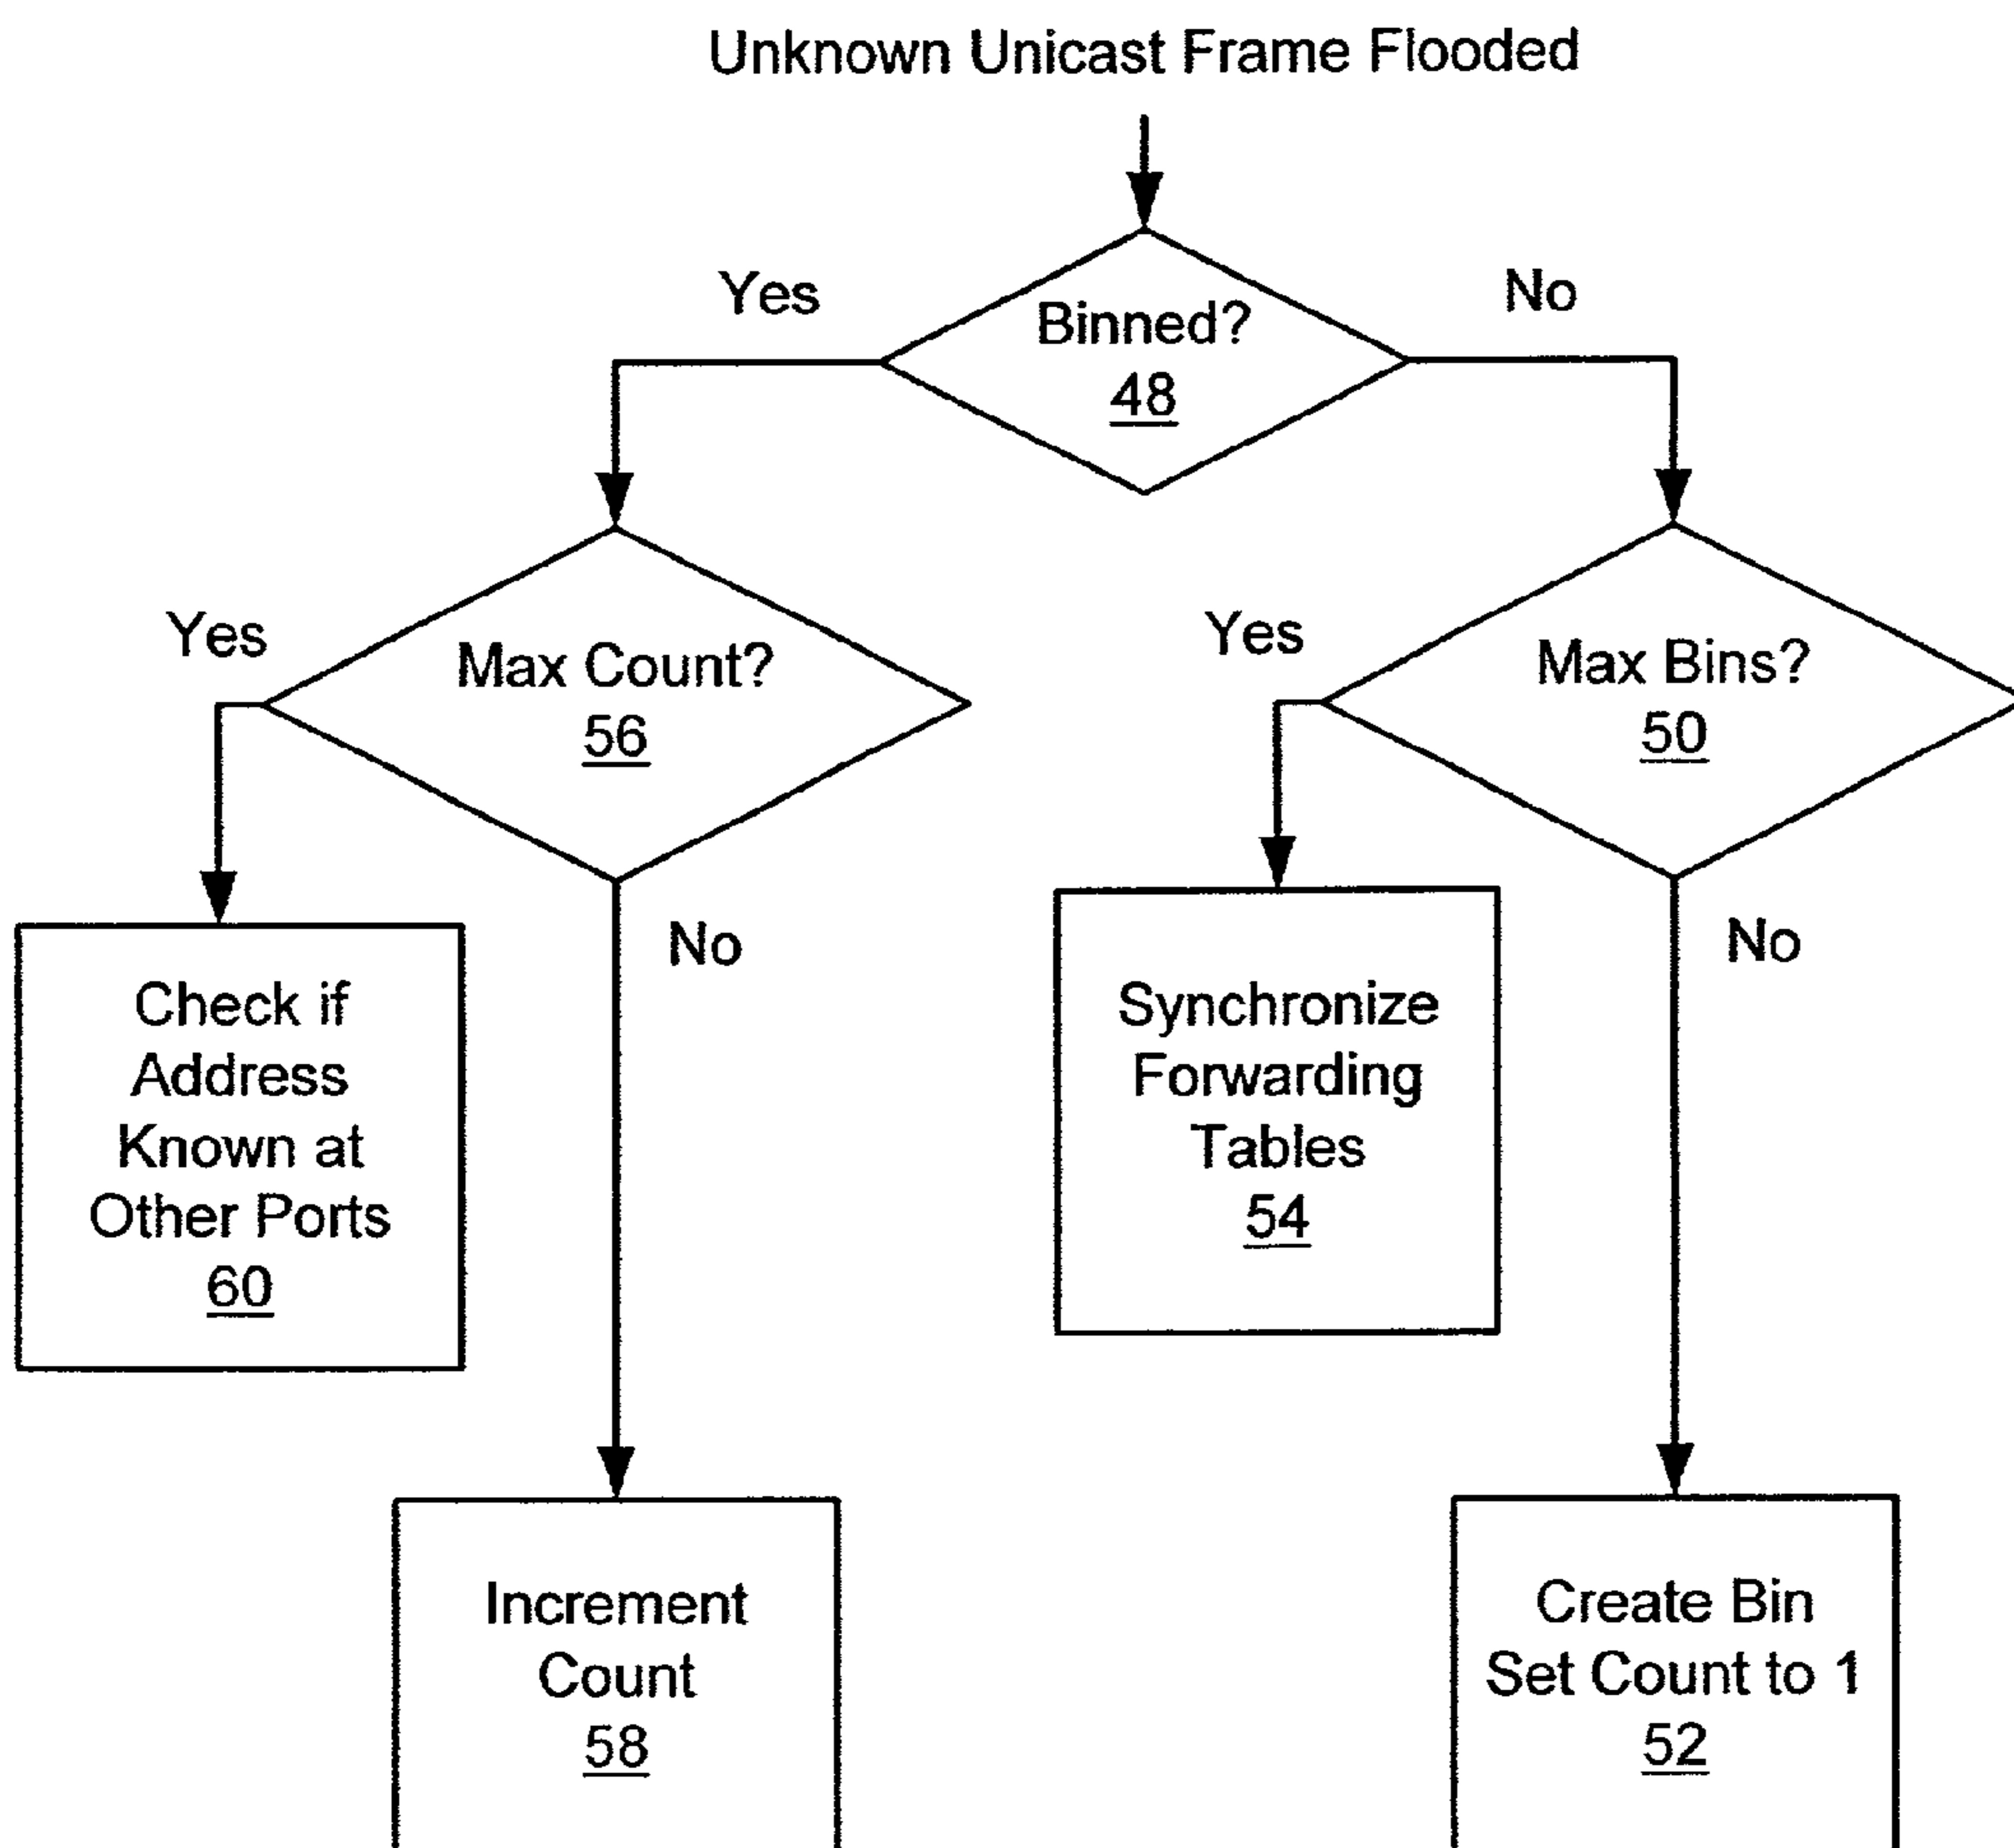 Unknown Unicast Frame Flooded
Yes
No
Binned?
48
Yes
Max Count?
56
Yes
Max Bins?
50
No
No
Check if
Address
Known at
Other Ports
60
Synchronize
Forwarding
Tables
54
Increment
Count
58
Create Bin
Set Count to 1
52